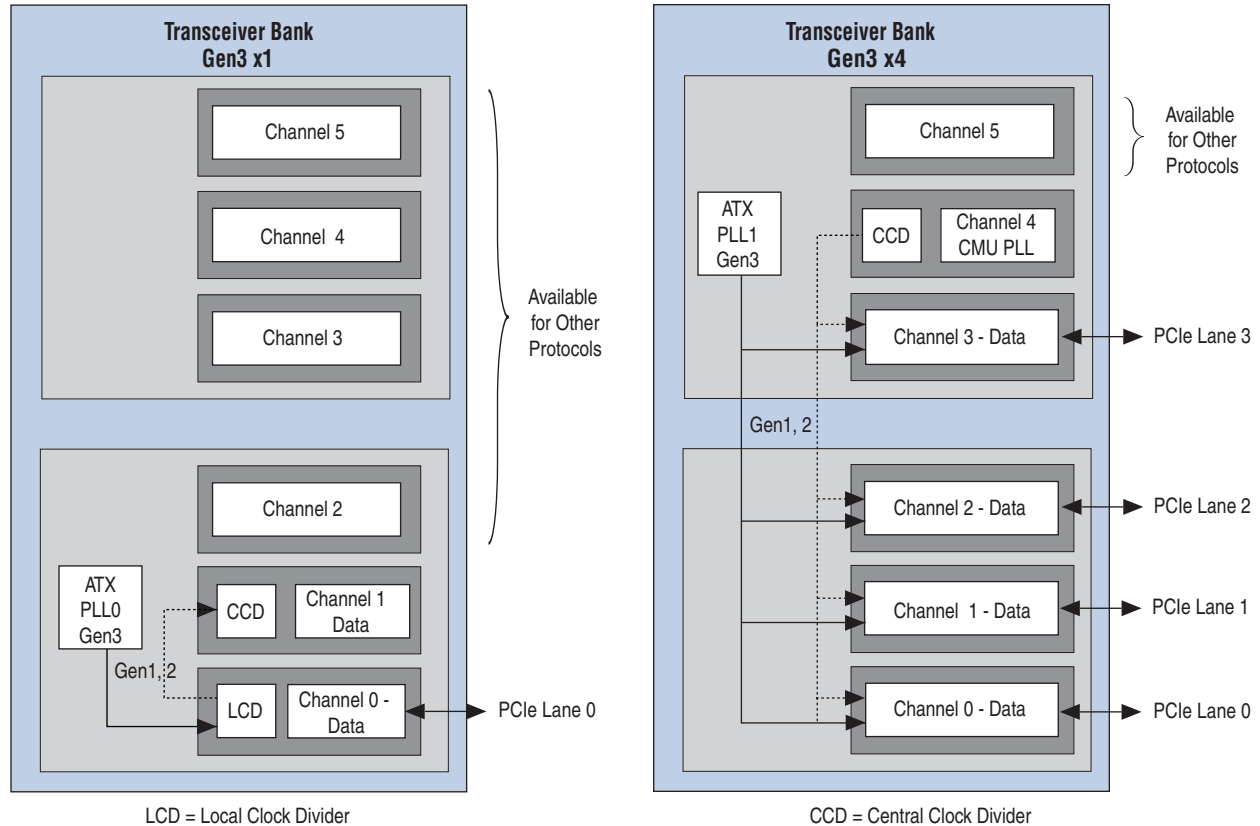 Transceiver Bank
Gen3 x1
Channel 5
Channel 4
Channel 3
Available
for Other
Protocols
Channel 2
ATX
PLL0
Gen3
CCD
Channel 1
Data
Gen1, 2
LCD
Channel 0 -
Data
PCIe Lane 0
LCD = Local Clock Divider
Transceiver Bank
Gen3 x4
Channel 5
Available
for Other
Protocols
ATX
PLL1
Gen3
CCD
Channel 4
CMU PLL
Channel 3 - Data
PCIe Lane 3
Gen1, 2
Channel 2 - Data
PCIe Lane 2
Channel 1 - Data
PCIe Lane 1
Channel 0 - Data
PCIe Lane 0
CCD = Central Clock Divider